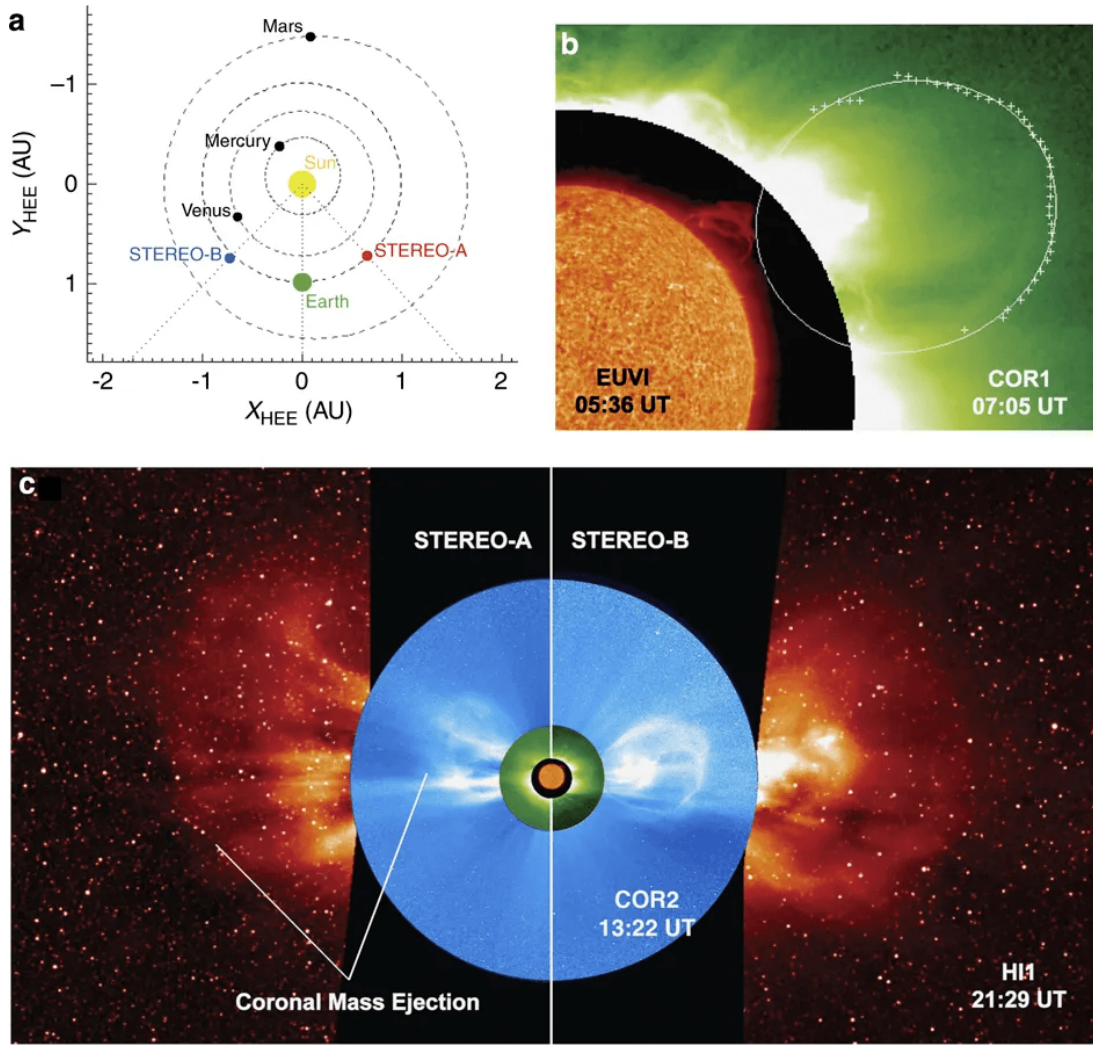 a
Mars
Mercury
Sun
Venus
STEREO-B
STEREO-A
Earth
-1
0
1
Y_HEE (AU)
-2
-1
0
1
2
X_HEE (AU)
b
EUVI
05:36 UT
COR1
07:05 UT
c
STEREO-A
STEREO-B
COR2
13:22 UT
Coronal Mass Ejection
HI1
21:29 UT